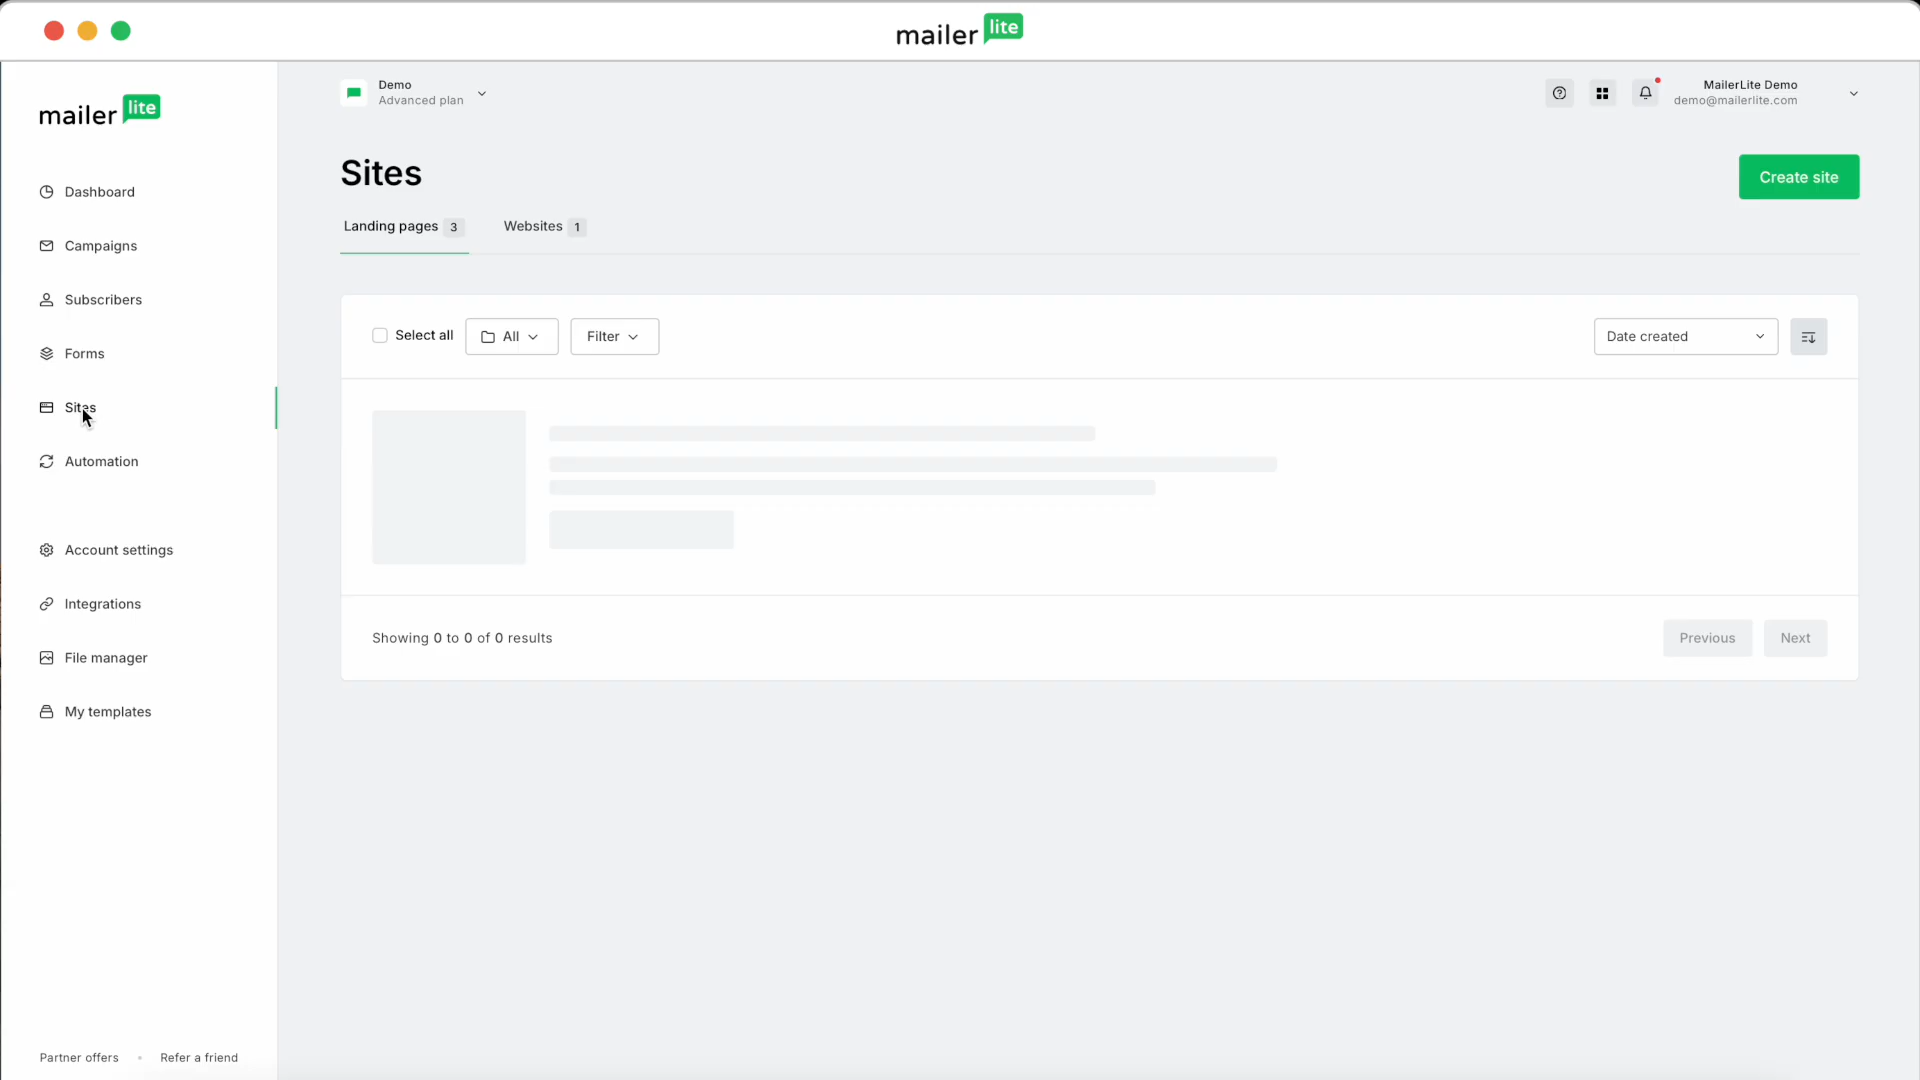 mailer lite
mailer lite
Demo
Advanced plan
MailerLite Demo
demo@mailerlite.com
Dashboard
Campaigns
Subscribers
Forms
Sites
Automation
Account settings
Integrations
File manager
My templates
Partner offers • Refer a friend
Sites
Create site
Landing pages 3 Websites 1
Select all All Filter Date created
Showing 0 to 0 of 0 results
Previous Next